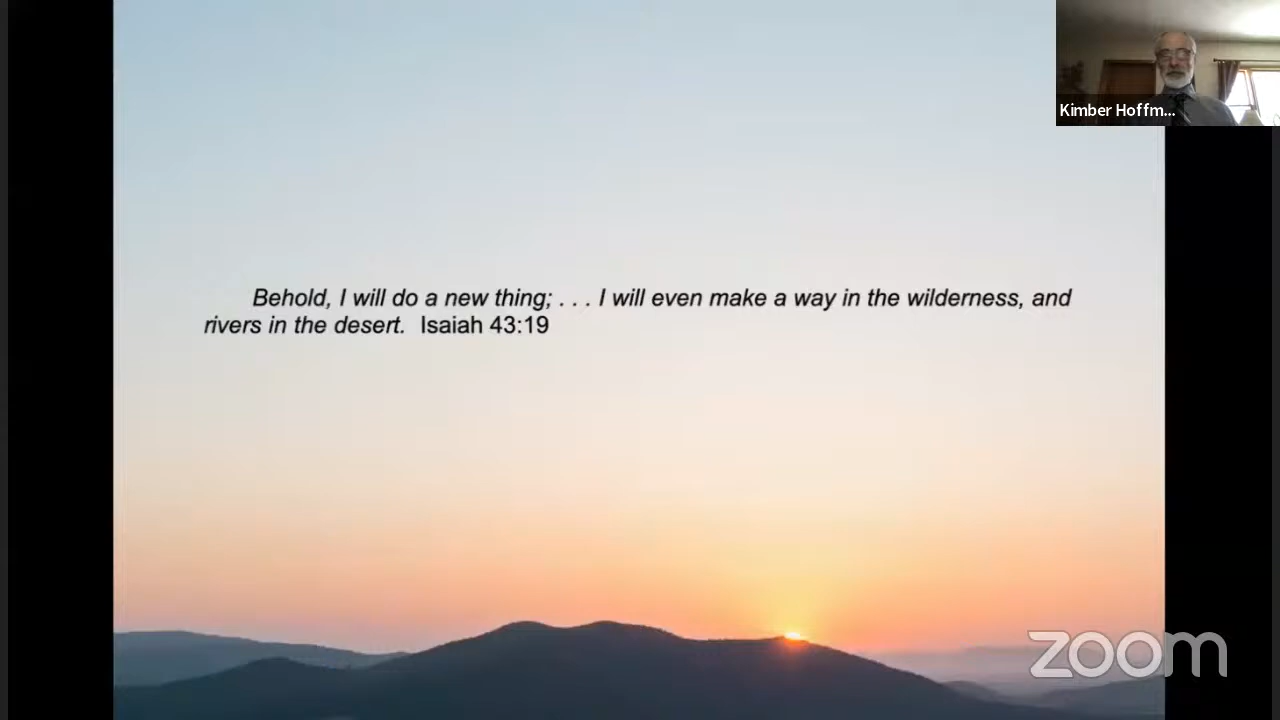 Kimber Hoffm...
Behold, I will do a new thing; . . . I will even make a way in the wilderness, and
rivers in the desert. Isaiah 43:19
zoom